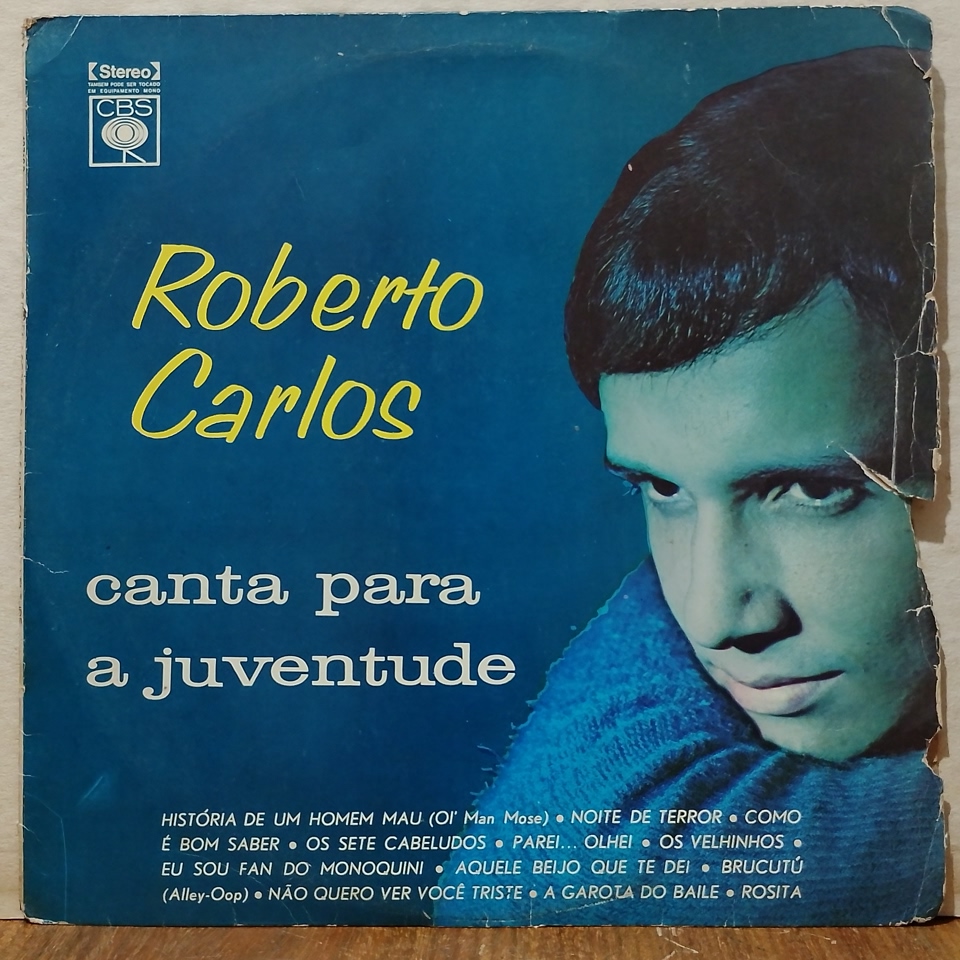 Stereo
TAMBÉM PODE SER TOCADO
EM EQUIPAMENTO MONO
CBS
Roberto
Carlos
canta para
a juventude
HISTÓRIA DE UM HOMEM MAU (Ol' Man Mose) • NOITE DE TERROR • COMO
É BOM SABER • OS SETE CABELUDOS • PAREI... OLHEI • OS VELHINHOS •
EU SOU FAN DO MONOQUINI • AQUELE BEIJO QUE TE DEI • BRUCUTÚ
(Alley-Oop) • NÃO QUERO VER VOCÊ TRISTE • A GAROTA DO BAILE • ROSITA